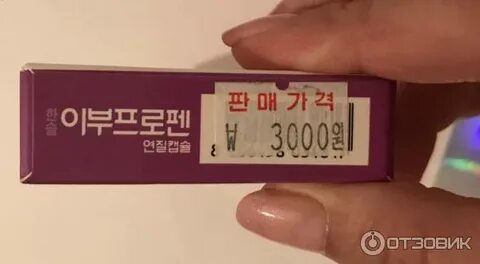 한솔
이부프로펜
연질캡슐
판매가격
₩ 3000원
ОТЗОВИК